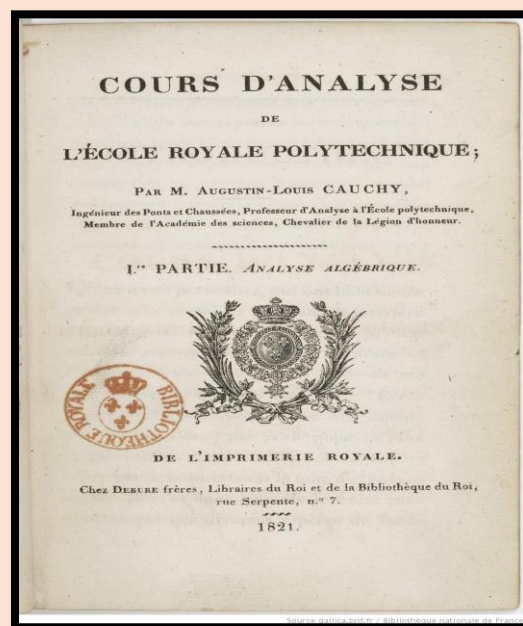 COURS D'ANALYSE
DE
L'ÉCOLE ROYALE POLYTECHNIQUE;
PAR M. AUGUSTIN-LOUIS CAUCHY,
Ingénieur des Ponts et Chaussées, Professeur d'Analyse à l'École polytechnique,
Membre de l'Académie des sciences, Chevalier de la Légion d'honneur.
I.re PARTIE. ANALYSE ALGÉBRIQUE.
BIBLIOTHÈQUE ROYALE
DE L'IMPRIMERIE ROYALE.
Chez DEBURE frères, Libraires du Roi et de la Bibliothèque du Roi,
rue Serpente, n.° 7.
1821.
Source gallica.bnf.fr / Bibliothèque nationale de France